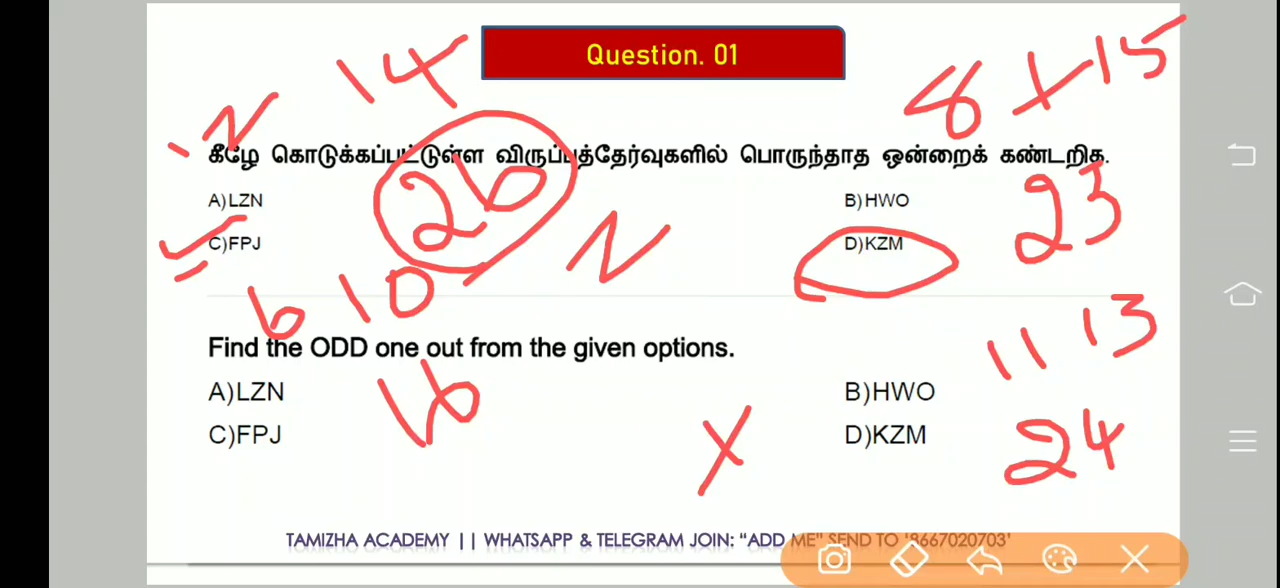 Question. 01
14
8 + 15
12
கீழே கொடுக்கப்பட்டுள்ள விருப்பத்தேர்வுகளில் பொருந்தாத ஒன்றைக் கண்டறிக.
A)LZN
B)HWO
26
23
C)FPJ
D)KZM
6 10
11 13
Find the ODD one out from the given options.
A)LZN
B)HWO
16
C)FPJ
D)KZM
24
X
TAMIZHA ACADEMY || WHATSAPP & TELEGRAM JOIN: “ADD ME” SEND TO ‘8667020703’